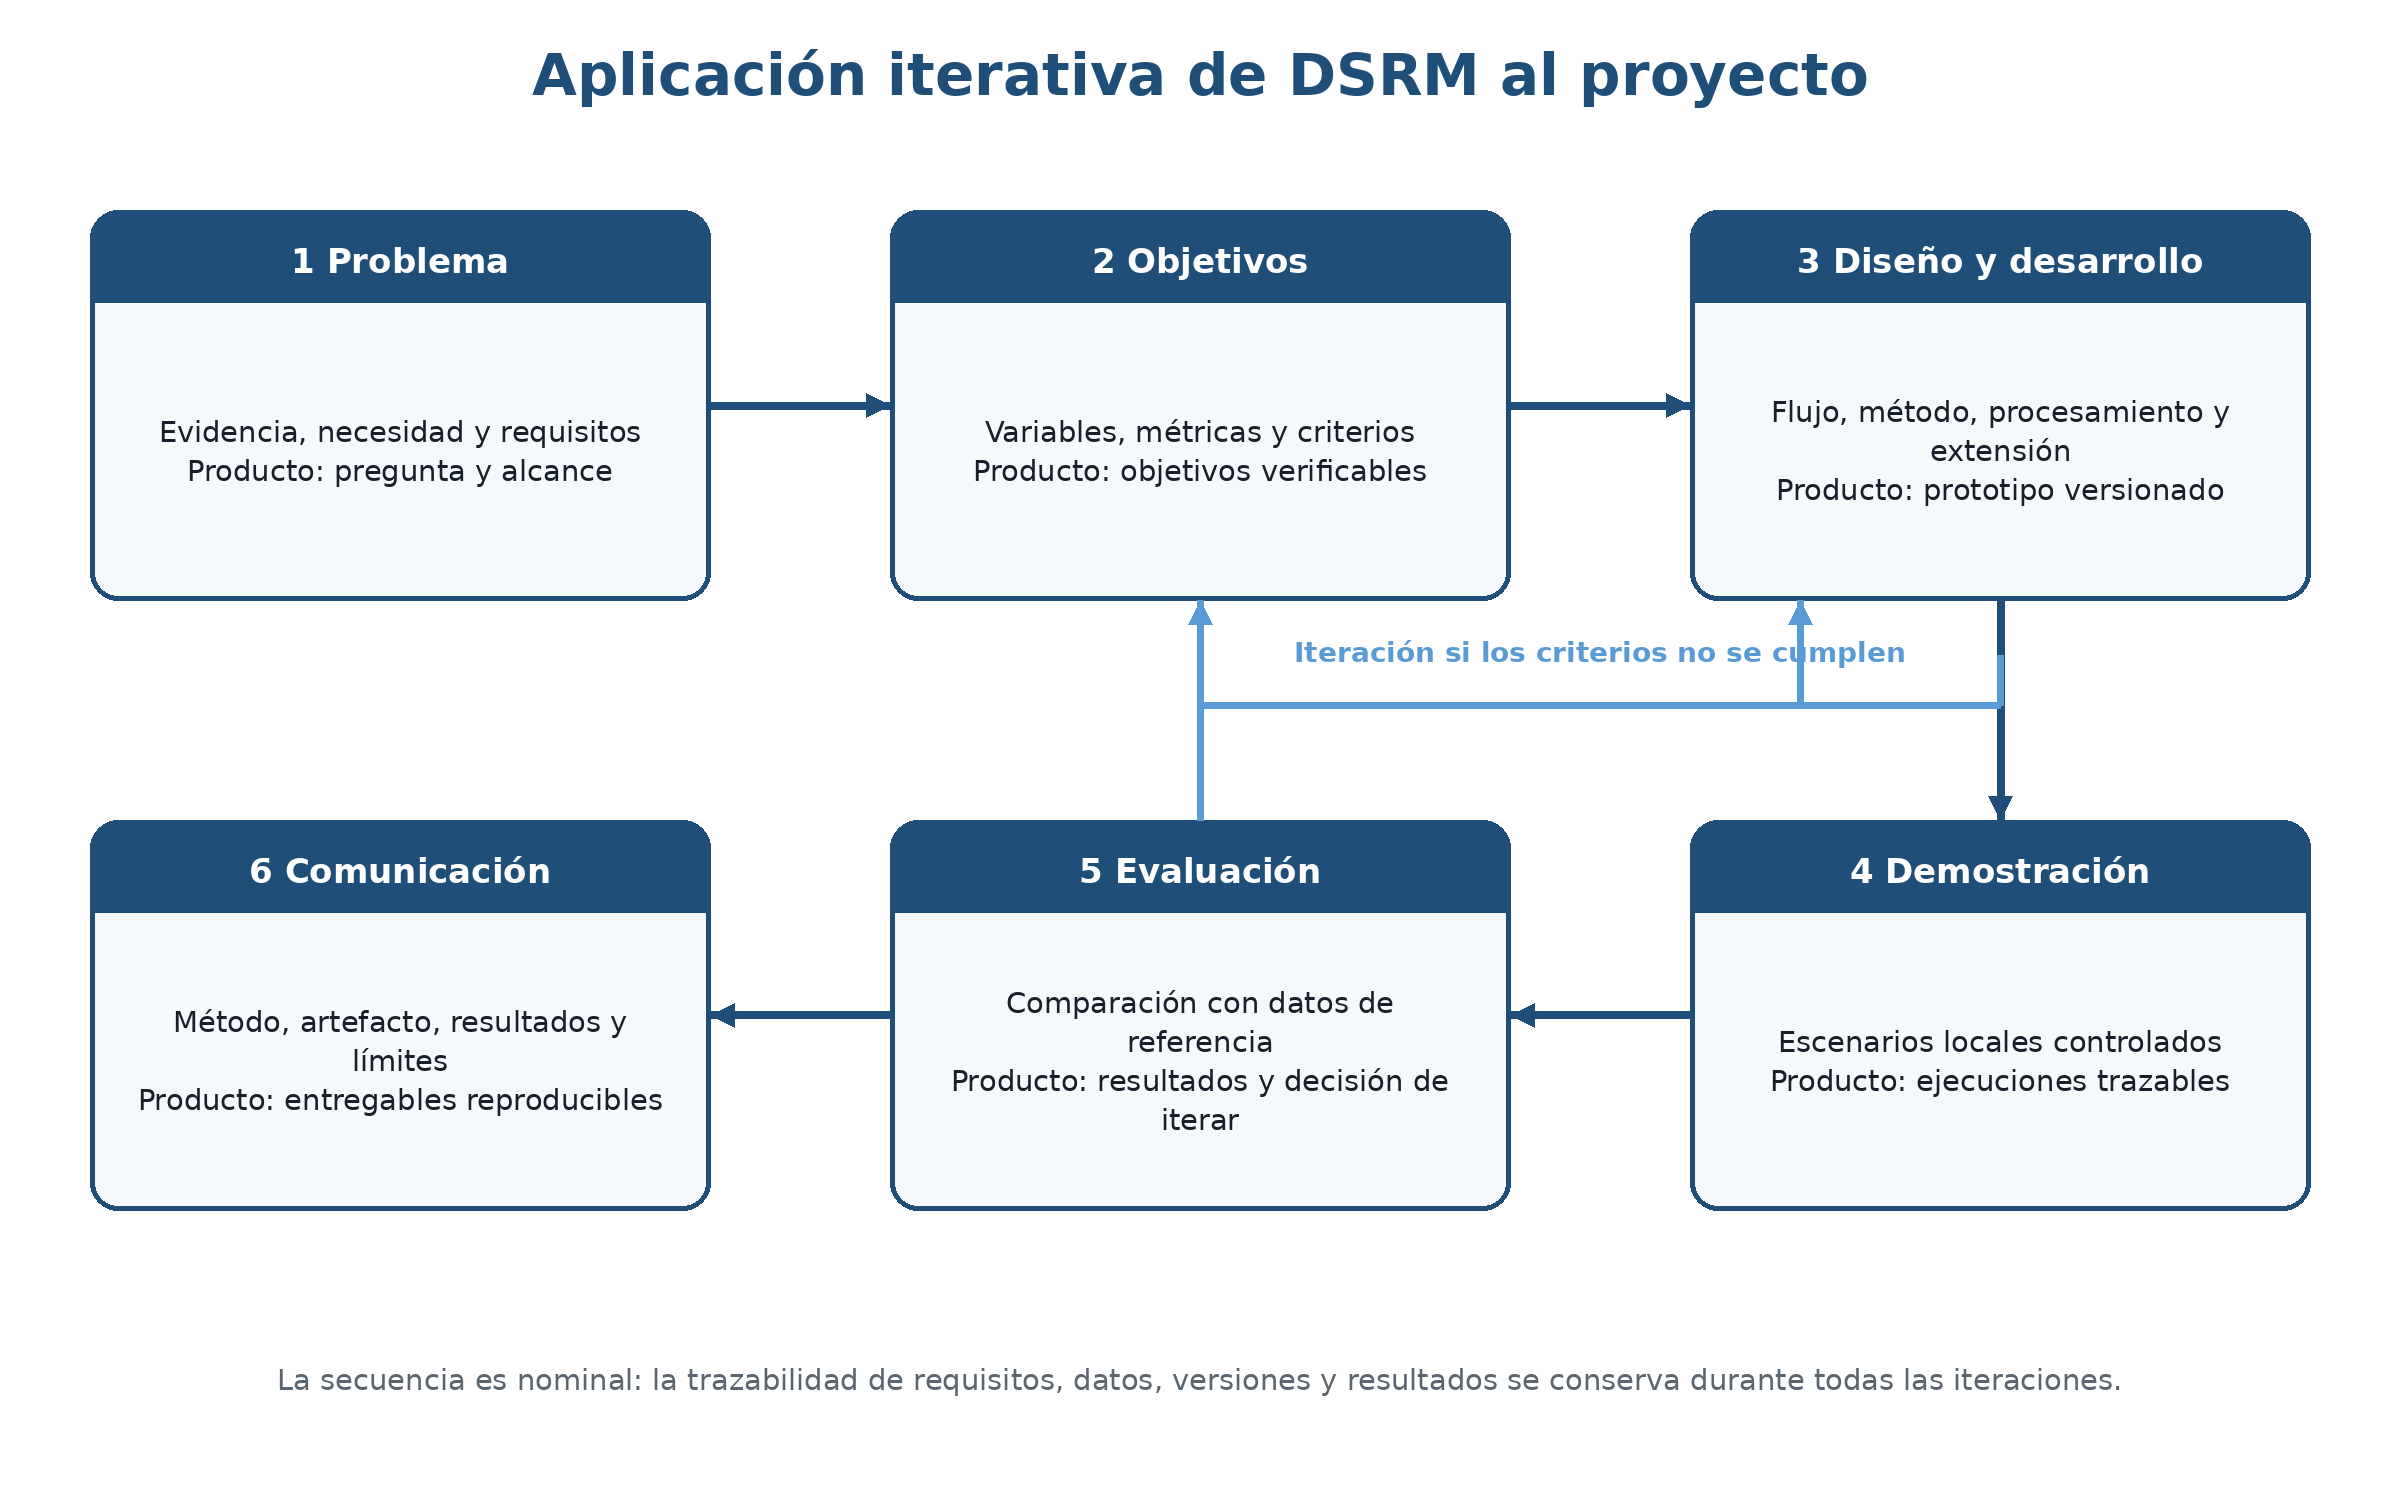 Aplicación iterativa de DSRM al proyecto
1 Problema
Evidencia, necesidad y requisitos
Producto: pregunta y alcance
2 Objetivos
Variables, métricas y criterios
Producto: objetivos verificables
3 Diseño y desarrollo
Flujo, método, procesamiento y
extensión
Producto: prototipo versionado
Iteración si los criterios no se cumplen
6 Comunicación
Método, artefacto, resultados y
límites
Producto: entregables reproducibles
5 Evaluación
Comparación con datos de
referencia
Producto: resultados y decisión de
iterar
4 Demostración
Escenarios locales controlados
Producto: ejecuciones trazables
La secuencia es nominal: la trazabilidad de requisitos, datos, versiones y resultados se conserva durante todas las iteraciones.